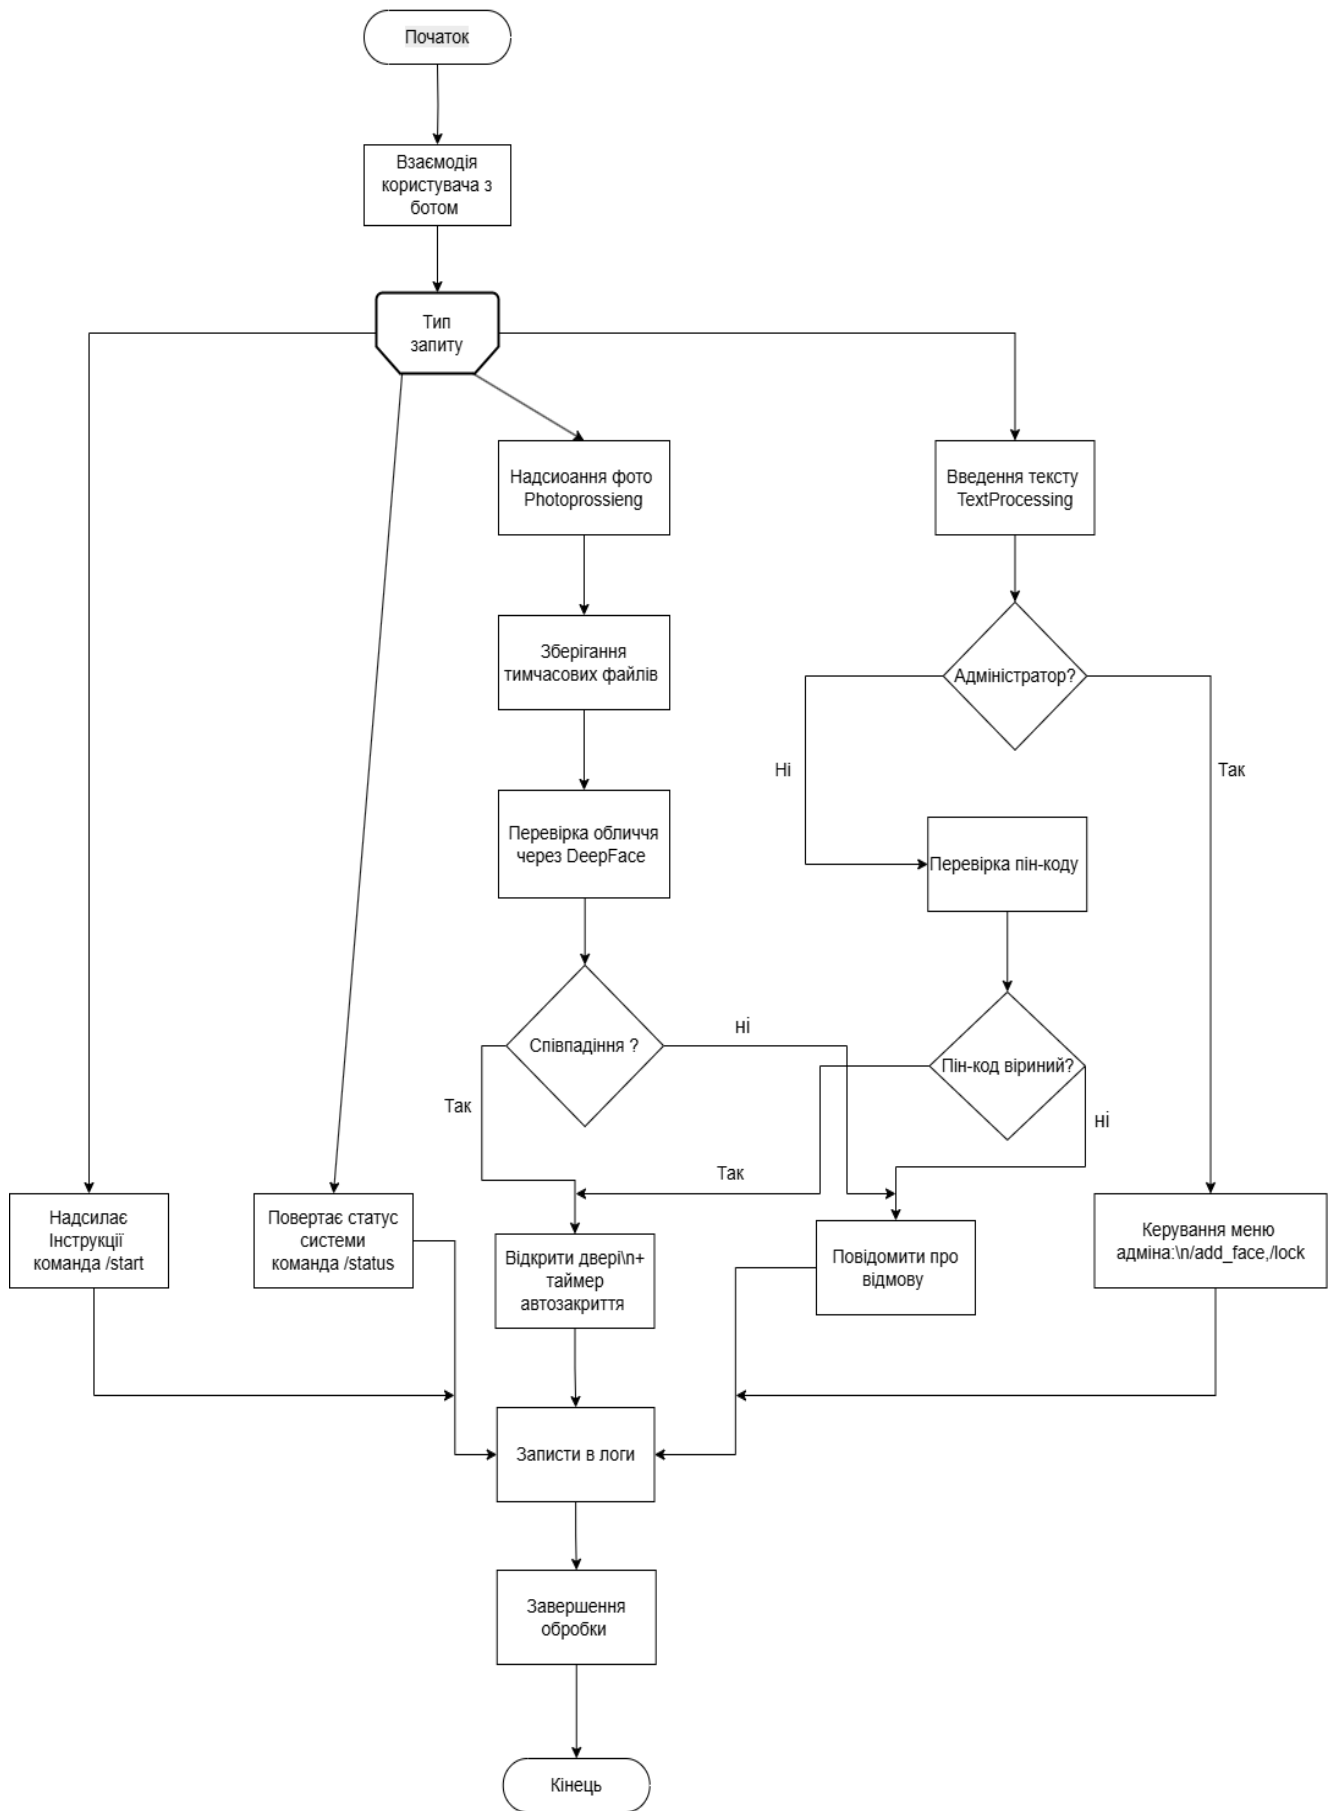 Початок
Взаємодія
користувача з
ботом
Тип
запиту
Надсиоання фото
Photoprossieng
Введення тексту
TextProcessing
Зберігання
тимчасових файлів
Адміністратор?
Ні
Так
Перевірка обличчя
через DeepFace
Перевірка пін-коду
Співпадіння ?
ні
Пін-код віриний?
Так
ні
Так
Надсилає
Інструкції
команда /start
Повертає статус
системи
команда /status
Відкрити двері\n+
таймер
автозакриття
Повідомити про
відмову
Керування меню
адміна:\n/add_face,/lock
Записти в логи
Завершення
обробки
Кінець